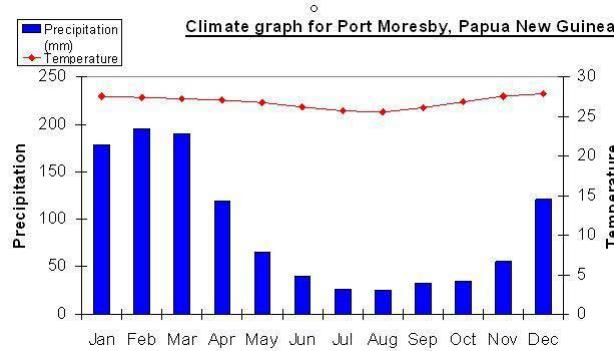 Climate graph for Port Moresby, Papua New Guinea
Precipitation
(mm)
Temperature
250
200
150
100
50
0
30
25
20
15
10
5
0
Precipitation
Temperature
Jan Feb Mar Apr May Jun Jul Aug Sep Oct Nov Dec